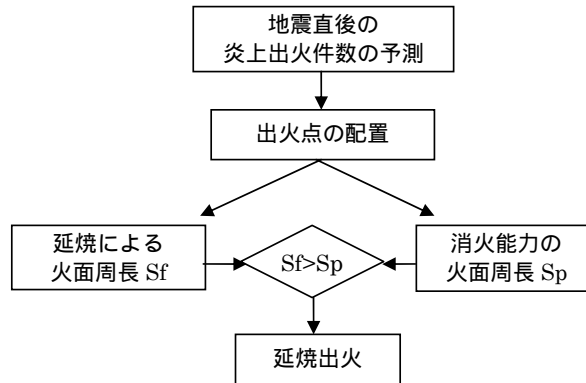 地震直後の
炎上出火件数の予測
出火点の配置
延焼による
火面周長 Sf
Sf>Sp
消火能力の
火面周長 Sp
延焼出火